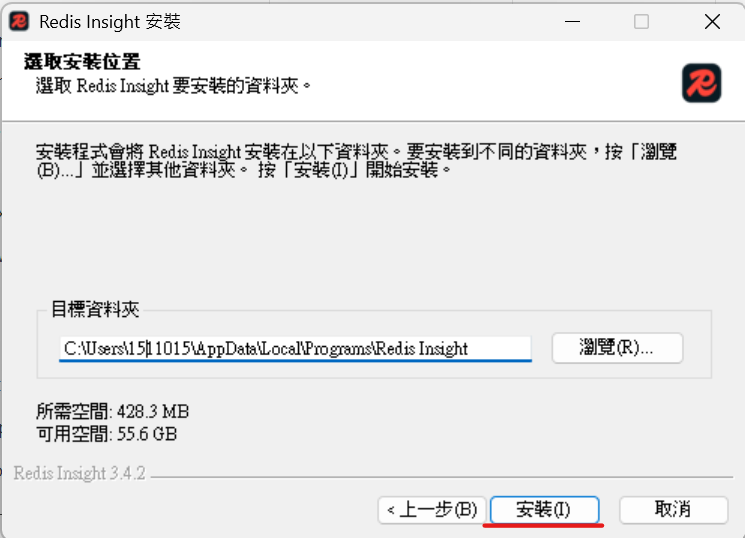 Redis Insight 安裝
選取安裝位置
選取 Redis Insight 要安裝的資料夾。
安裝程式會將 Redis Insight 安裝在以下資料夾。要安裝到不同的資料夾，按「瀏覽
(B)...」並選擇其他資料夾。 按「安裝(I)」開始安裝。
目標資料夾
C:\Users\1511015\AppData\Local\Programs\Redis Insight
瀏覽(R)...
所需空間: 428.3 MB
可用空間: 55.6 GB
Redis Insight 3.4.2
< 上一步(B)
安裝(I)
取消